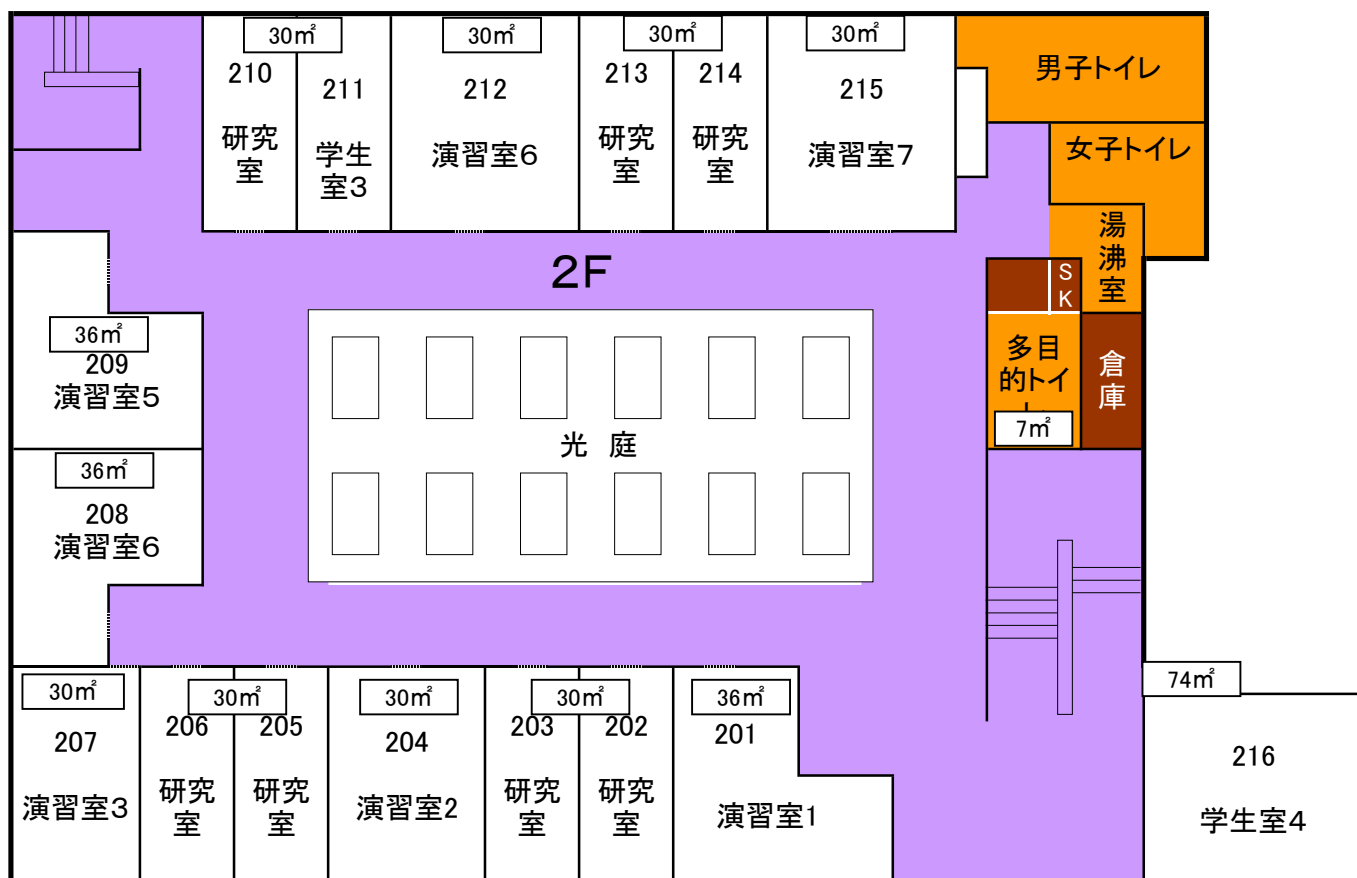 30㎡
30㎡
30㎡
30㎡
210
研究
室
211
学生
室3
212
演習室6
213
研究
室
214
研究
室
215
演習室7
男子トイレ
女子トイレ
湯沸室
2F
S
K
36㎡
209
演習室5
多目
的トイ
7㎡
倉庫
光 庭
36㎡
208
演習室6
30㎡
30㎡
30㎡
30㎡
36㎡
74㎡
207
演習室3
206
研究
室
205
研究
室
204
演習室2
203
研究
室
202
研究
室
201
演習室1
216
学生室4